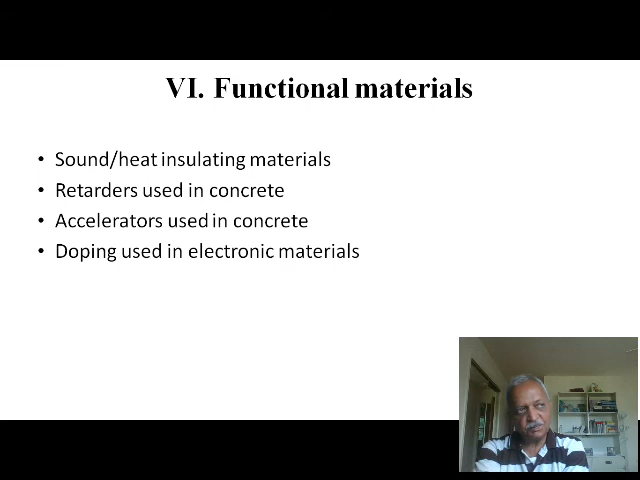 VI. Functional materials
• Sound/heat insulating materials
• Retarders used in concrete
• Accelerators used in concrete
• Doping used in electronic materials